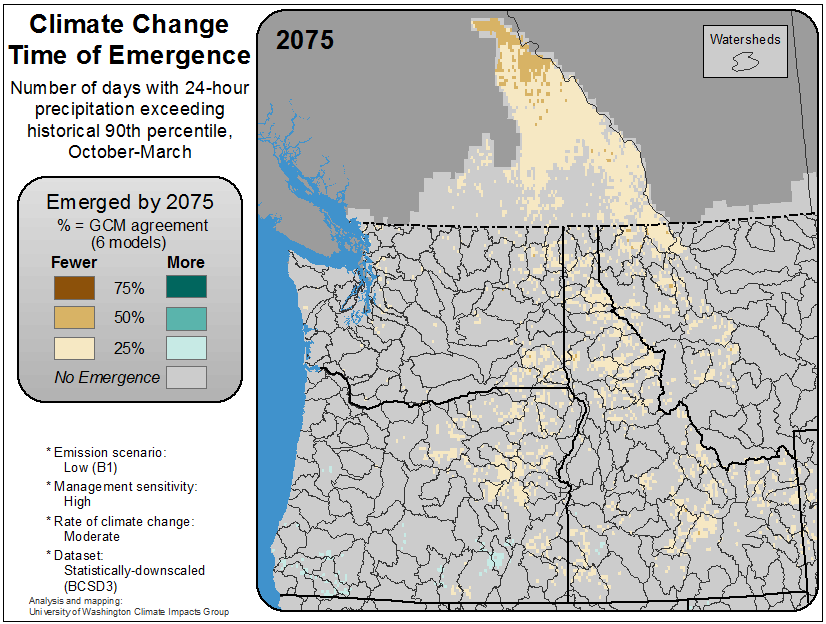 Climate Change
Time of Emergence
Number of days with 24-hour
precipitation exceeding
historical 90th percentile,
October-March
Emerged by 2075
% = GCM agreement
(6 models)
Fewer More
75%
50%
25%
No Emergence
* Emission scenario:
Low (B1)
* Management sensitivity:
High
* Rate of climate change:
Moderate
* Dataset:
Statistically-downscaled
(BCSD3)
Analysis and mapping:
University of Washington Climate Impacts Group
2075
Watersheds